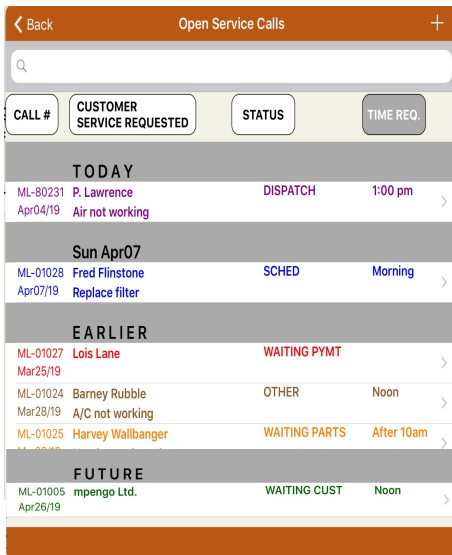 Back
Open Service Calls
+
CALL #
CUSTOMER
SERVICE REQUESTED
STATUS
TIME REQ.
TODAY
ML-80231 P. Lawrence DISPATCH 1:00 pm
Apr04/19 Air not working
Sun Apr07
ML-01028 Fred Flinstone SCHED Morning
Apr07/19 Replace filter
EARLIER
ML-01027 Lois Lane WAITING PYMT
Mar25/19
ML-01024 Barney Rubble OTHER Noon
Mar28/19 A/C not working
ML-01025 Harvey Wallbanger WAITING PARTS After 10am
FUTURE
ML-01005 mpengo Ltd. WAITING CUST Noon
Apr26/19